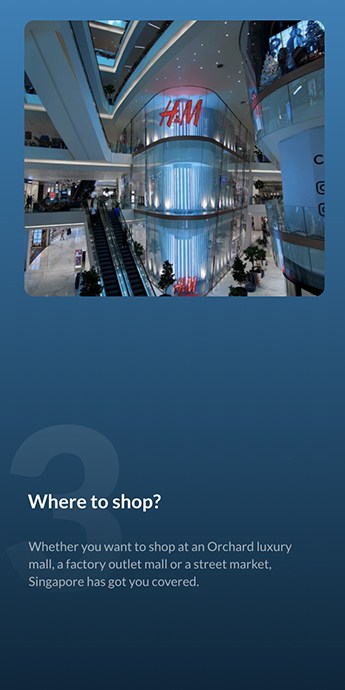 H&M
C
H&M
3
Where to shop?
Whether you want to shop at an Orchard luxury
mall, a factory outlet mall or a street market,
Singapore has got you covered.